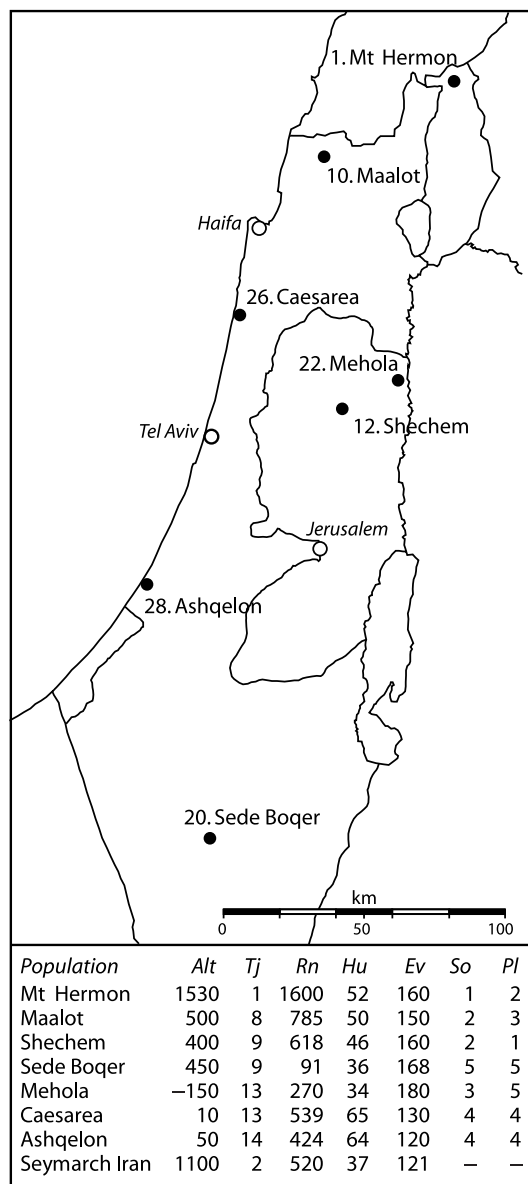 1. Mt Hermon
10. Maalot
Haifa
26. Caesarea
22. Mehola
12. Shechem
Tel Aviv
Jerusalem
28. Ashqelon
20. Sede Boqer
km
0 50 100
Population Alt Tj Rn Hu Ev So Pl
Mt Hermon 1530 1 1600 52 160 1 2
Maalot 500 8 785 50 150 2 3
Shechem 400 9 618 46 160 2 1
Sede Boqer 450 9 91 36 168 5 5
Mehola −150 13 270 34 180 3 5
Caesarea 10 13 539 65 130 4 4
Ashqelon 50 14 424 64 120 4 4
Seymarch Iran 1100 2 520 37 121 – –